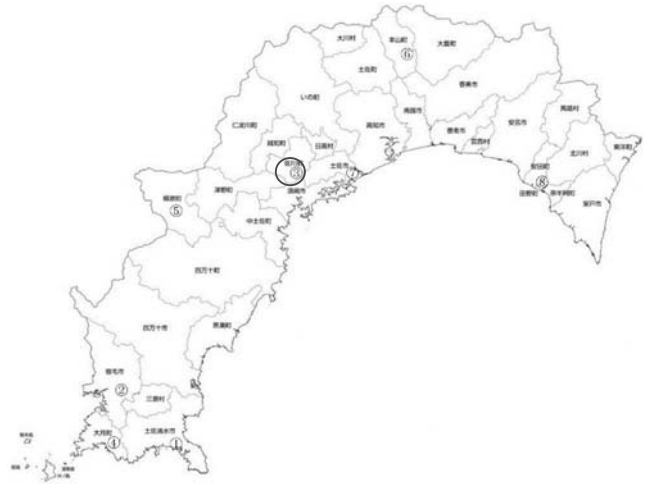 大川村
本山町
⑥
大豊町
土佐町
いの町
香美市
仁淀川町
高知市
南国市
馬路村
安芸市
越知町
日高村
香南市
芸西村
東洋町
北川村
佐川町
③
土佐市
⑦
安田町
⑧
津野町
須崎市
田野町
奈半利町
室戸市
梼原町
⑤
中土佐町
四万十町
四万十市
黒潮町
宿毛市
②
三原村
大月町
④
土佐清水市
①